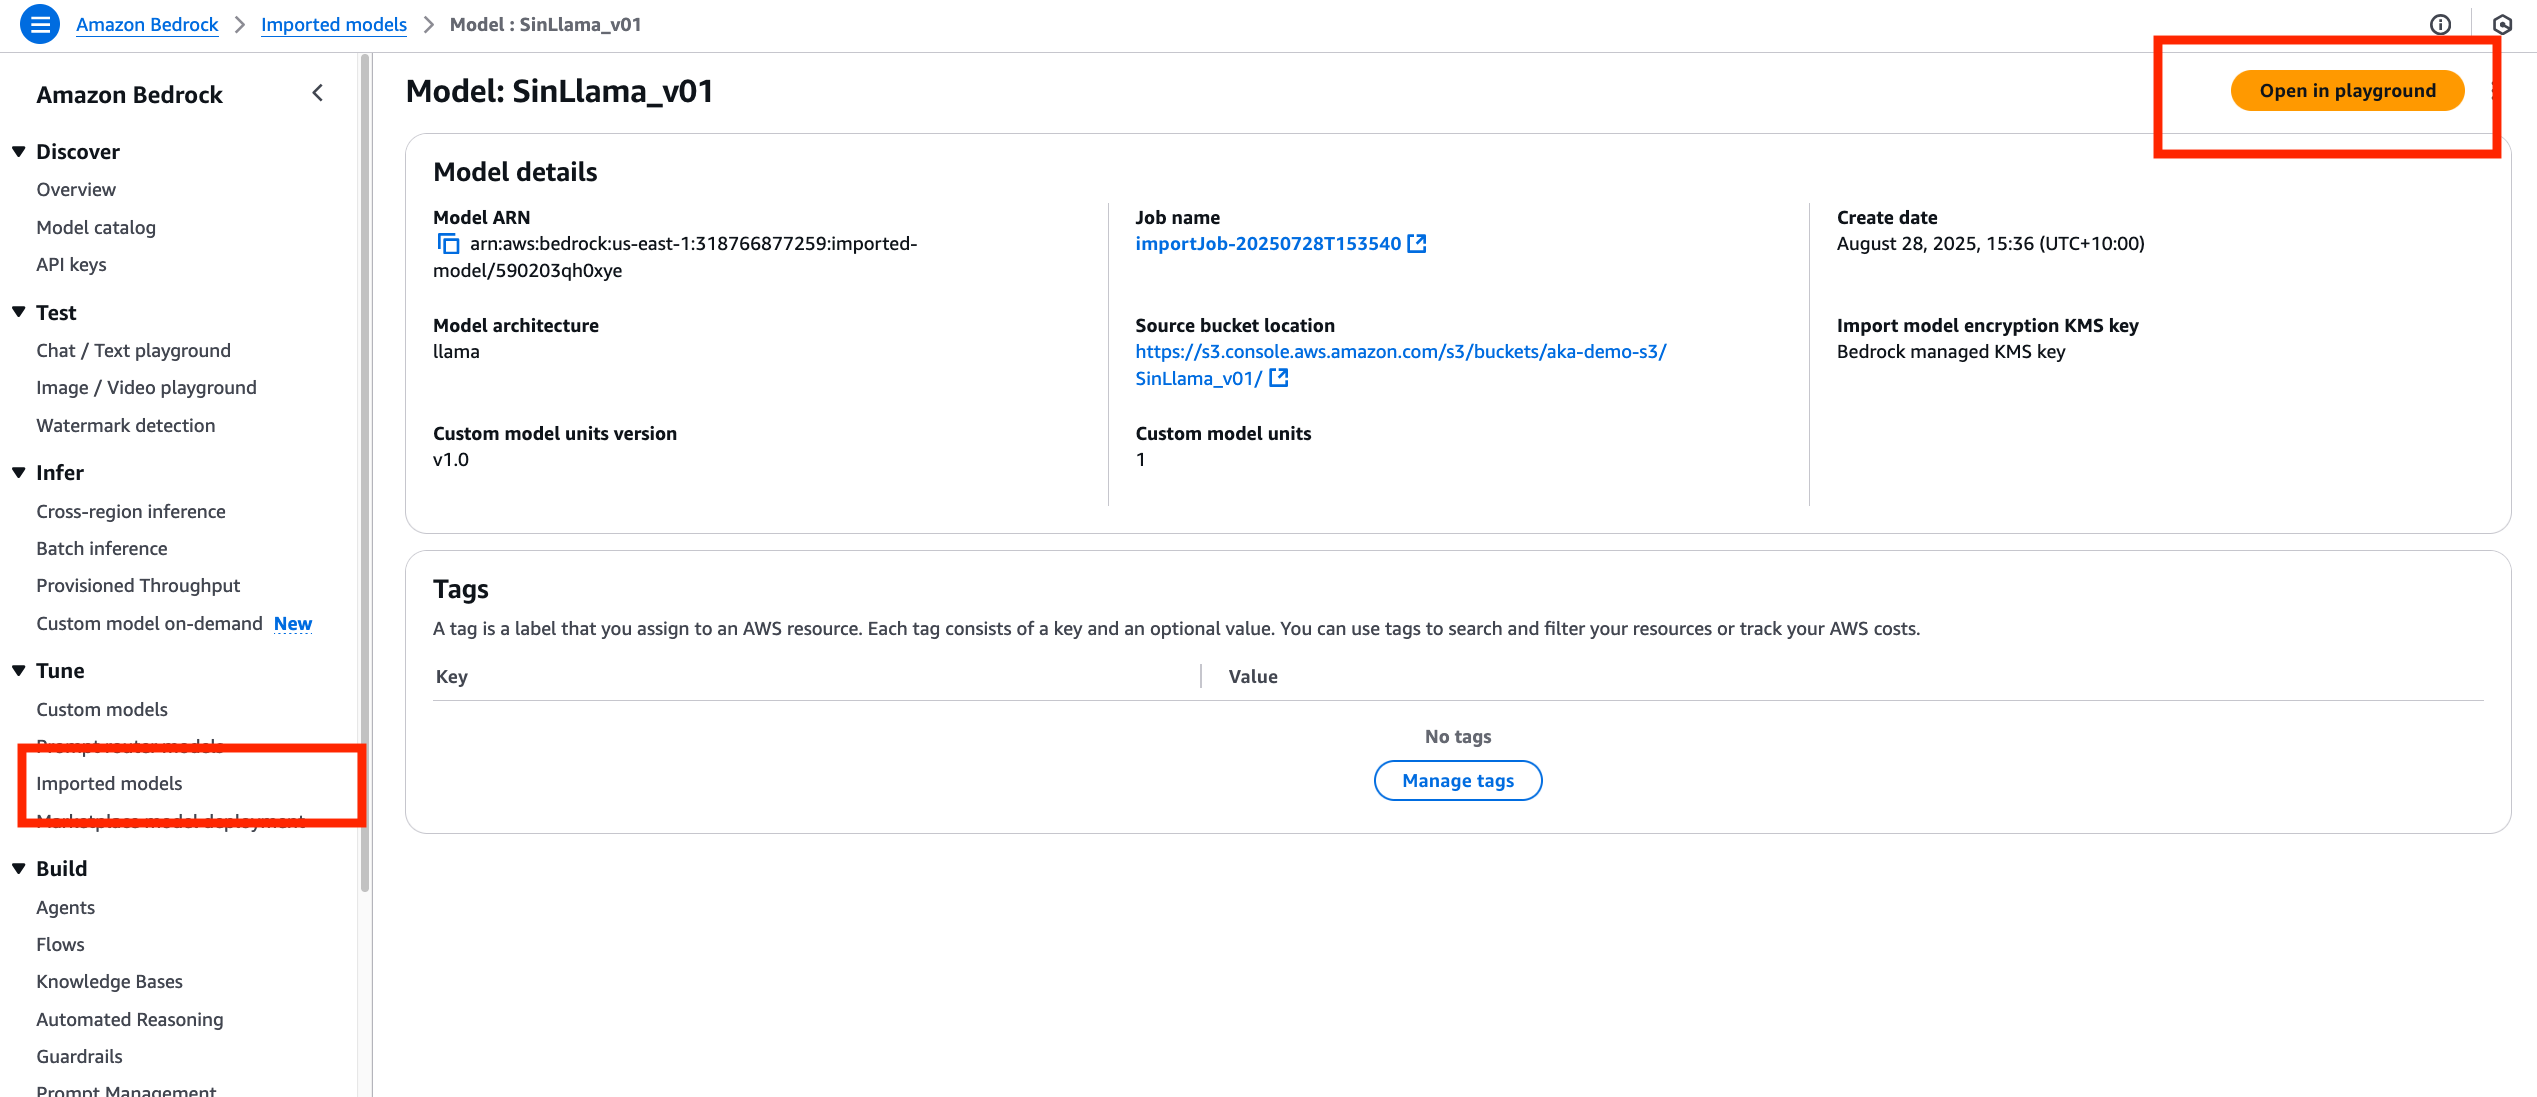 Amazon Bedrock > Imported models > Model : SinLlama_v01
Amazon Bedrock
Discover
Overview
Model catalog
API keys
Test
Chat / Text playground
Image / Video playground
Watermark detection
Infer
Cross-region inference
Batch inference
Provisioned Throughput
Custom model on-demand New
Tune
Custom models
Prompt router models
Imported models
Marketplace model deployment
Build
Agents
Flows
Knowledge Bases
Automated Reasoning
Guardrails
Prompt Management
Model: SinLlama_v01
Open in playground
Model details
Model ARN
arn:aws:bedrock:us-east-1:318766877259:imported-
model/590203qh0xye
Model architecture
llama
Custom model units version
v1.0
Job name
importJob-20250728T153540
Source bucket location
https://s3.console.aws.amazon.com/s3/buckets/aka-demo-s3/
SinLlama_v01/
Custom model units
1
Create date
August 28, 2025, 15:36 (UTC+10:00)
Import model encryption KMS key
Bedrock managed KMS key
Tags
A tag is a label that you assign to an AWS resource. Each tag consists of a key and an optional value. You can use tags to search and filter your resources or track your AWS costs.
Key Value
No tags
Manage tags